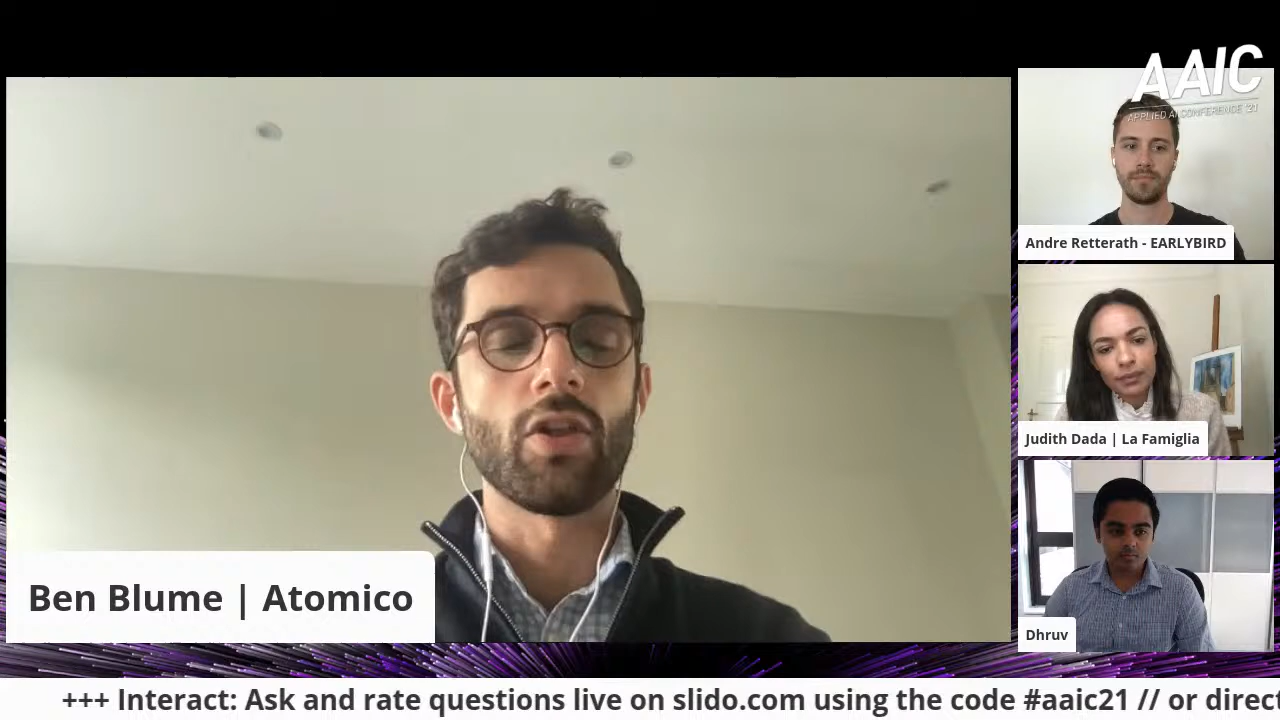 AAIC
APPLIED AI CONFERENCE '21
Andre Retterath - EARLYBIRD
Judith Dada | La Famiglia
Ben Blume | Atomico
Dhruv
+++ Interact: Ask and rate questions live on slido.com using the code #aaic21 // or direct